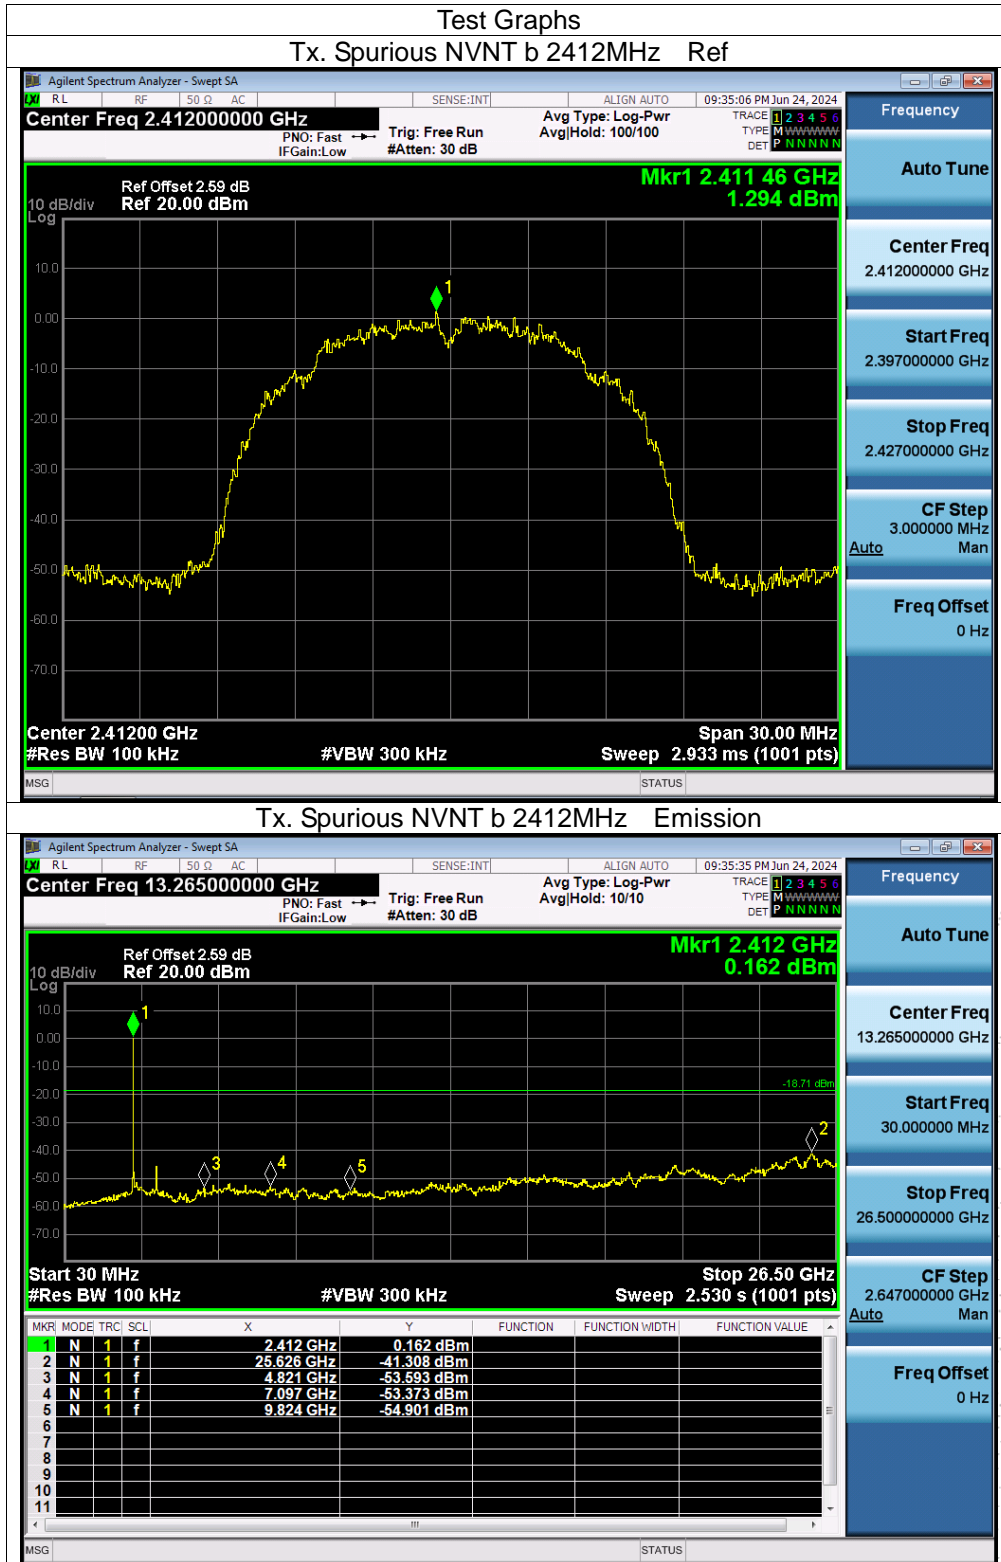 Test Graphs
Tx. Spurious NVNT b 2412MHz Ref
Agilent Spectrum Analyzer - Swept SA
LXI RL RF 50 Ω AC SENSE:INT ALIGN AUTO 09:35:06 PM Jun 24, 2024
Center Freq 2.412000000 GHz
PNO: Fast
IFGain:Low
Trig: Free Run
#Atten: 30 dB
Avg Type: Log-Pwr
Avg|Hold: 100/100
TRACE 1 2 3 4 5 6
TYPE M WWWWW
DET P N N N N N
Mkr1 2.411 46 GHz
1.294 dBm
Ref Offset 2.59 dB
10 dB/div Ref 20.00 dBm
Log
10.0
0.00
-10.0
-20.0
-30.0
-40.0
-50.0
-60.0
-70.0
1
Center 2.41200 GHz Span 30.00 MHz
#Res BW 100 kHz #VBW 300 kHz Sweep 2.933 ms (1001 pts)
MSG STATUS
Frequency
Auto Tune
Center Freq
2.412000000 GHz
Start Freq
2.397000000 GHz
Stop Freq
2.427000000 GHz
CF Step
3.000000 MHz
Auto Man
Freq Offset
0 Hz
Tx. Spurious NVNT b 2412MHz Emission
Agilent Spectrum Analyzer - Swept SA
LXI RL RF 50 Ω AC SENSE:INT ALIGN AUTO 09:35:35 PM Jun 24, 2024
Center Freq 13.265000000 GHz
PNO: Fast
IFGain:Low
Trig: Free Run
#Atten: 30 dB
Avg Type: Log-Pwr
Avg|Hold: 10/10
TRACE 1 2 3 4 5 6
TYPE M WWWWW
DET P N N N N N
Mkr1 2.412 GHz
0.162 dBm
Ref Offset 2.59 dB
10 dB/div Ref 20.00 dBm
Log
10.0
0.00
-10.0
-20.0
-30.0
-40.0
-50.0
-60.0
-70.0
-18.71 dBm
1
2
3
4
5
Start 30 MHz Stop 26.50 GHz
#Res BW 100 kHz #VBW 300 kHz Sweep 2.530 s (1001 pts)
MKR MODE TRC SCL X Y FUNCTION FUNCTION WIDTH FUNCTION VALUE
1 N 1 f 2.412 GHz 0.162 dBm
2 N 1 f 25.626 GHz -41.308 dBm
3 N 1 f 4.821 GHz -53.593 dBm
4 N 1 f 7.097 GHz -53.373 dBm
5 N 1 f 9.824 GHz -54.901 dBm
6
7
8
9
10
11
MSG STATUS
Frequency
Auto Tune
Center Freq
13.265000000 GHz
Start Freq
30.000000 MHz
Stop Freq
26.500000000 GHz
CF Step
2.647000000 GHz
Auto Man
Freq Offset
0 Hz